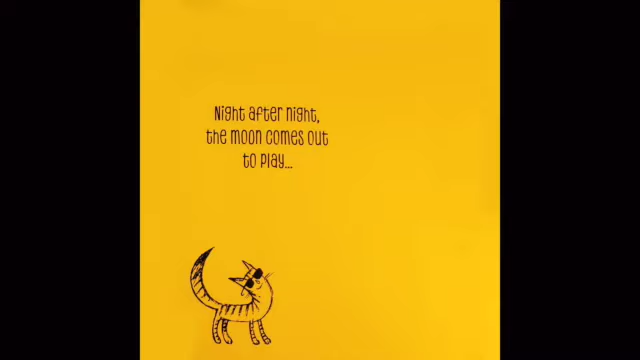 Night after night,
the moon comes out
to play...